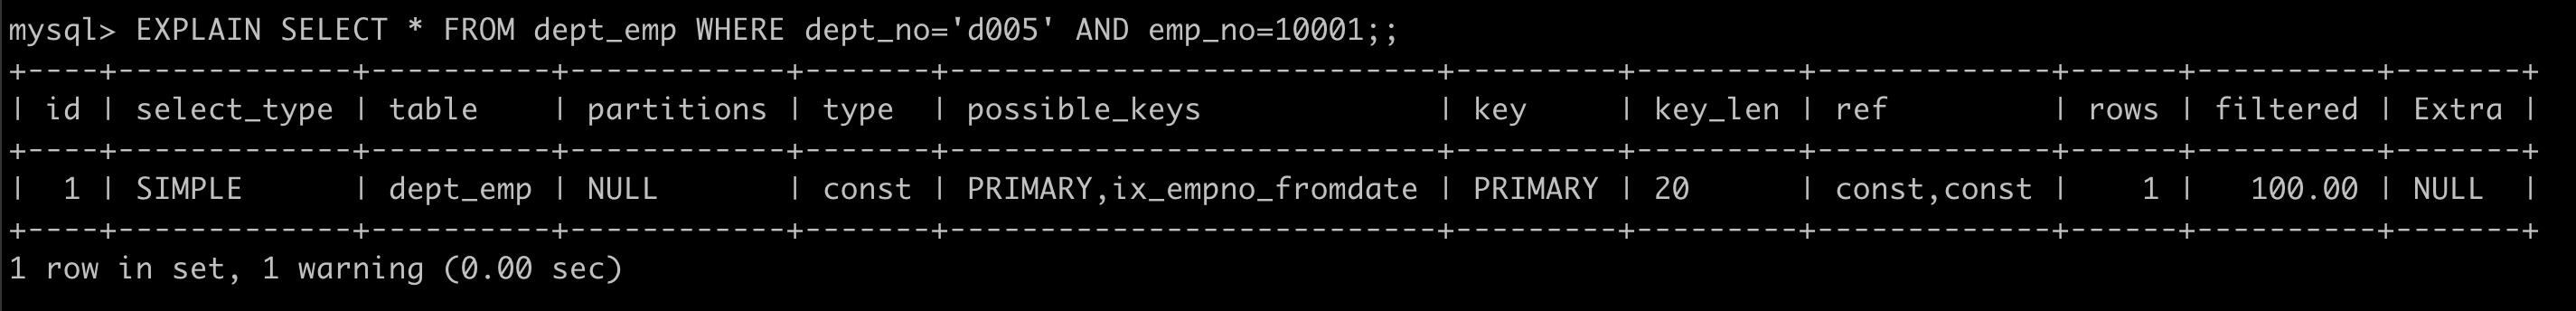 mysql> EXPLAIN SELECT * FROM dept_emp WHERE dept_no='d005' AND emp_no=10001;;
+----+-------------+----------+------------+-------+---------------------------+---------+---------+-------------+------+----------+-------+
| id | select_type | table    | partitions | type  | possible_keys             | key     | key_len | ref         | rows | filtered | Extra |
+----+-------------+----------+------------+-------+---------------------------+---------+---------+-------------+------+----------+-------+
|  1 | SIMPLE      | dept_emp | NULL       | const | PRIMARY,ix_empno_fromdate | PRIMARY | 20      | const,const |    1 |   100.00 | NULL  |
+----+-------------+----------+------------+-------+---------------------------+---------+---------+-------------+------+----------+-------+
1 row in set, 1 warning (0.00 sec)